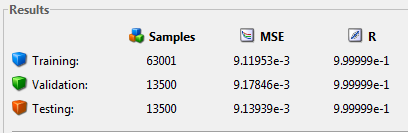 Results
Samples MSE R
Training: 63001 9.11953e-3 9.99999e-1
Validation: 13500 9.17846e-3 9.99999e-1
Testing: 13500 9.13939e-3 9.99999e-1